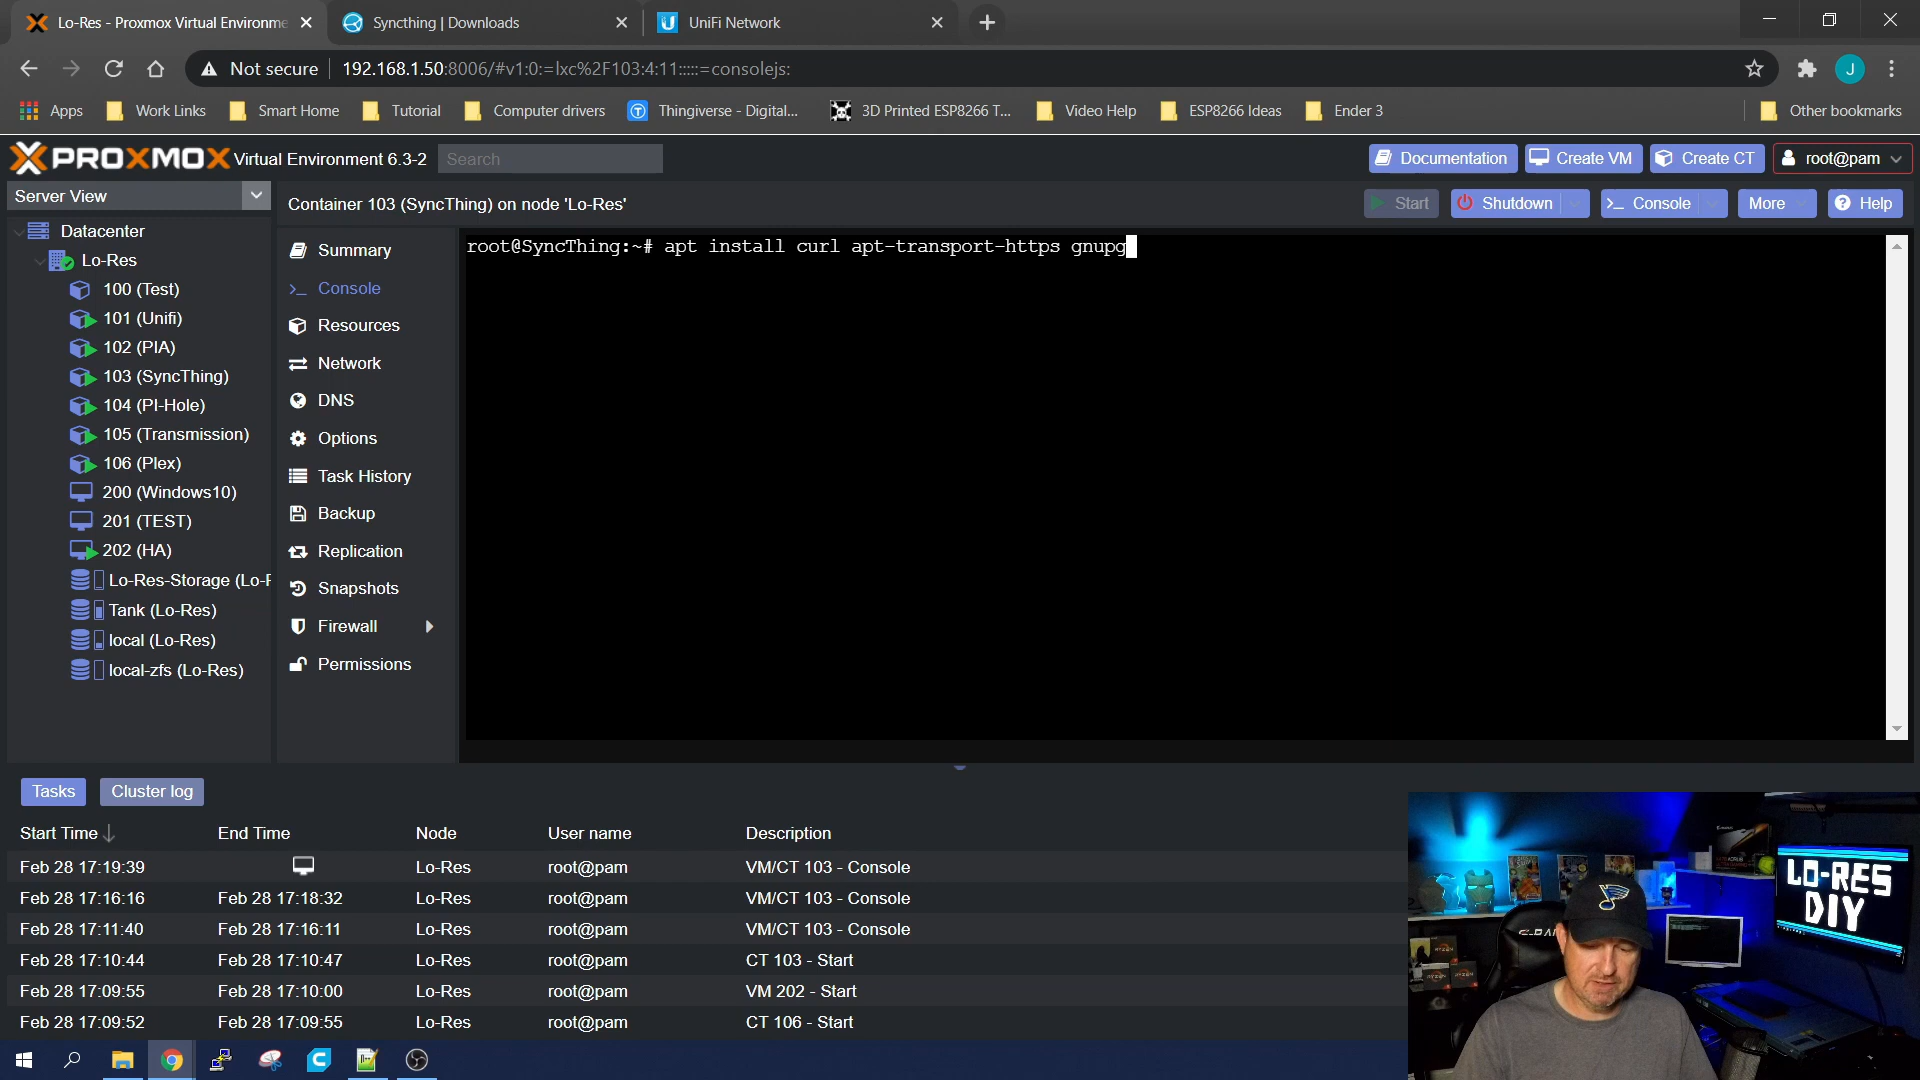 Lo-Res - Proxmox Virtual Environme
Syncthing | Downloads
UniFi Network
Not secure
192.168.1.50:8006/#v1:0:=lxc%2F103:4:11:::::=consolejs:
J
Apps
Work Links
Smart Home
Tutorial
Computer drivers
Thingiverse - Digital...
3D Printed ESP8266 T...
Video Help
ESP8266 Ideas
Ender 3
Other bookmarks
PROXMOX Virtual Environment 6.3-2
Search
Documentation
Create VM
Create CT
root@pam
Server View
Container 103 (SyncThing) on node 'Lo-Res'
Start
Shutdown
Console
More
Help
Datacenter
Lo-Res
100 (Test)
101 (Unifi)
102 (PIA)
103 (SyncThing)
104 (PI-Hole)
105 (Transmission)
106 (Plex)
200 (Windows10)
201 (TEST)
202 (HA)
Lo-Res-Storage (Lo-R
Tank (Lo-Res)
local (Lo-Res)
local-zfs (Lo-Res)
Summary
Console
Resources
Network
DNS
Options
Task History
Backup
Replication
Snapshots
Firewall
Permissions
root@SyncThing:~# apt install curl apt-transport-https gnupg
Tasks
Cluster log
Start Time
End Time
Node
User name
Description
Feb 28 17:19:39
Lo-Res
root@pam
VM/CT 103 - Console
Feb 28 17:16:16
Feb 28 17:18:32
Lo-Res
root@pam
VM/CT 103 - Console
Feb 28 17:11:40
Feb 28 17:16:11
Lo-Res
root@pam
VM/CT 103 - Console
Feb 28 17:10:44
Feb 28 17:10:47
Lo-Res
root@pam
CT 103 - Start
Feb 28 17:09:55
Feb 28 17:10:00
Lo-Res
root@pam
VM 202 - Start
Feb 28 17:09:52
Feb 28 17:09:55
Lo-Res
root@pam
CT 106 - Start
LO-RES
DIY